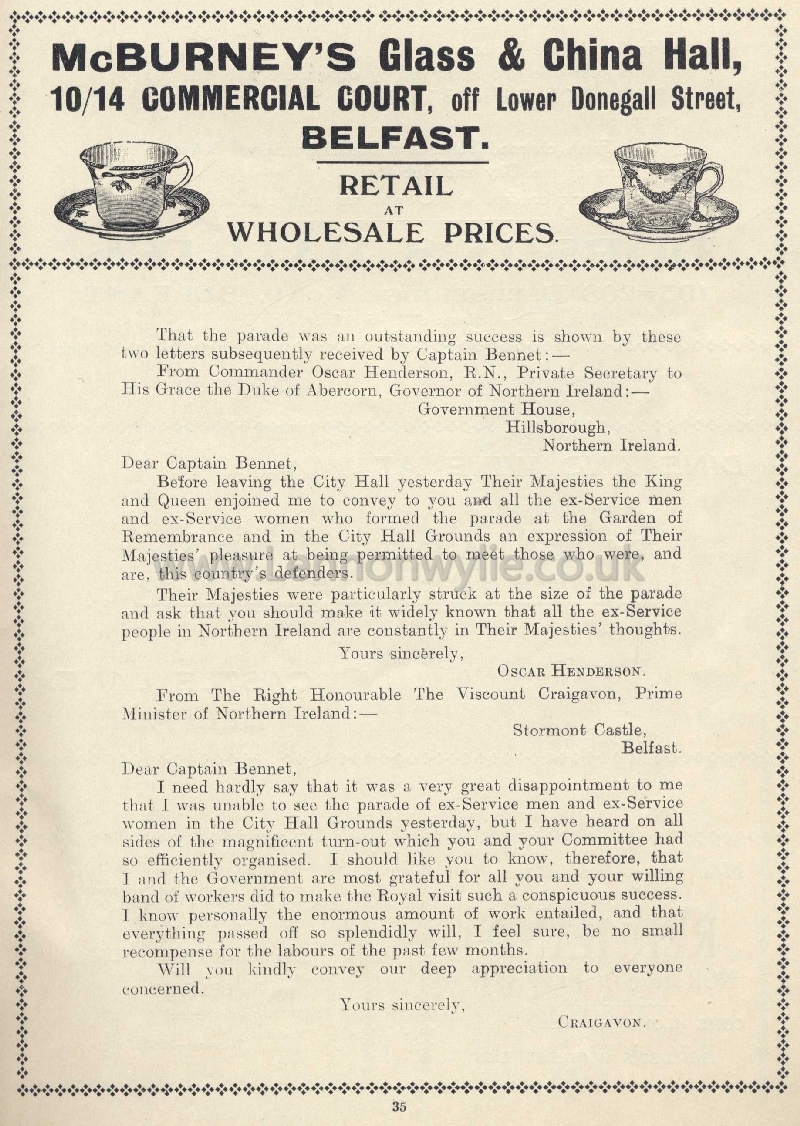 McBURNEY'S Glass & China Hall,
10/14 COMMERCIAL COURT, off Lower Donegall Street,
BELFAST.
RETAIL
AT
WHOLESALE PRICES.
That the parade was an outstanding success is shown by these
two letters subsequently received by Captain Bennet:—
From Commander Oscar Henderson, R.N., Private Secretary to
His Grace the Duke of Abercorn, Governor of Northern Ireland:—
Government House,
Hillsborough,
Northern Ireland.
Dear Captain Bennet,
Before leaving the City Hall yesterday Their Majesties the King
and Queen enjoined me to convey to you and all the ex-Service men
and ex-Service women who formed the parade at the Garden of
Remembrance and in the City Hall Grounds an expression of Their
Majesties' pleasure at being permitted to meet those who were, and
are, this country's defenders.
www.Lennonwylie.co.uk
Their Majesties were particularly struck at the size of the parade
and ask that you should make it widely known that all the ex-Service
people in Northern Ireland are constantly in Their Majesties' thoughts.
Yours sincerely,
OSCAR HENDERSON.
From The Right Honourable The Viscount Craigavon, Prime
Minister of Northern Ireland:—
Stormont Castle,
Belfast.
Dear Captain Bennet,
I need hardly say that it was a very great disappointment to me
that I was unable to see the parade of ex-Service men and ex-Service
women in the City Hall Grounds yesterday, but I have heard on all
sides of the magnificent turn-out which you and your Committee had
so efficiently organised. I should like you to know, therefore, that
I and the Government are most grateful for all you and your willing
band of workers did to make the Royal visit such a conspicuous success.
I know personally the enormous amount of work entailed, and that
everything passed off so splendidly will, I feel sure, be no small
recompense for the labours of the past few months.
Will you kindly convey our deep appreciation to everyone
concerned.
Yours sincerely,
CRAIGAVON.
35